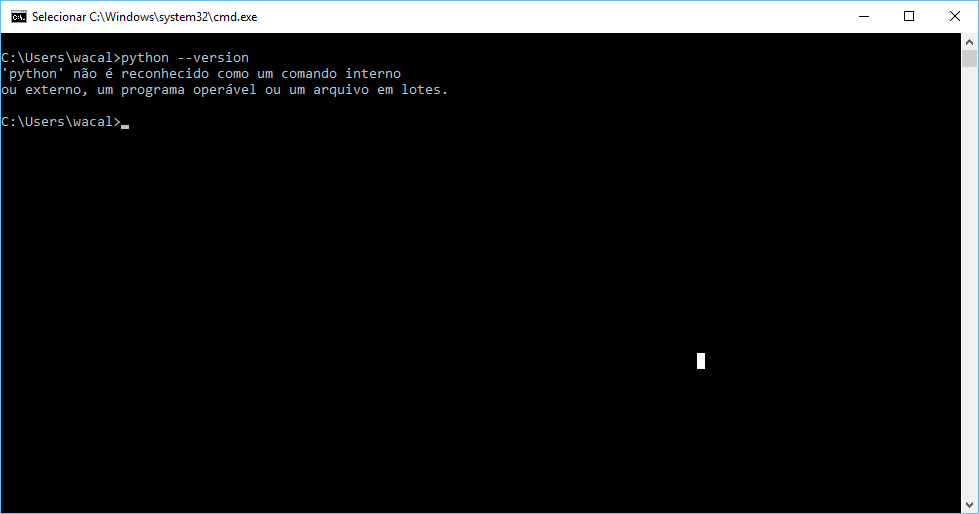 Selecionar C:\Windows\system32\cmd.exe
C:\Users\wacal>python --version
'python' não é reconhecido como um comando interno
ou externo, um programa operável ou um arquivo em lotes.
C:\Users\wacal>